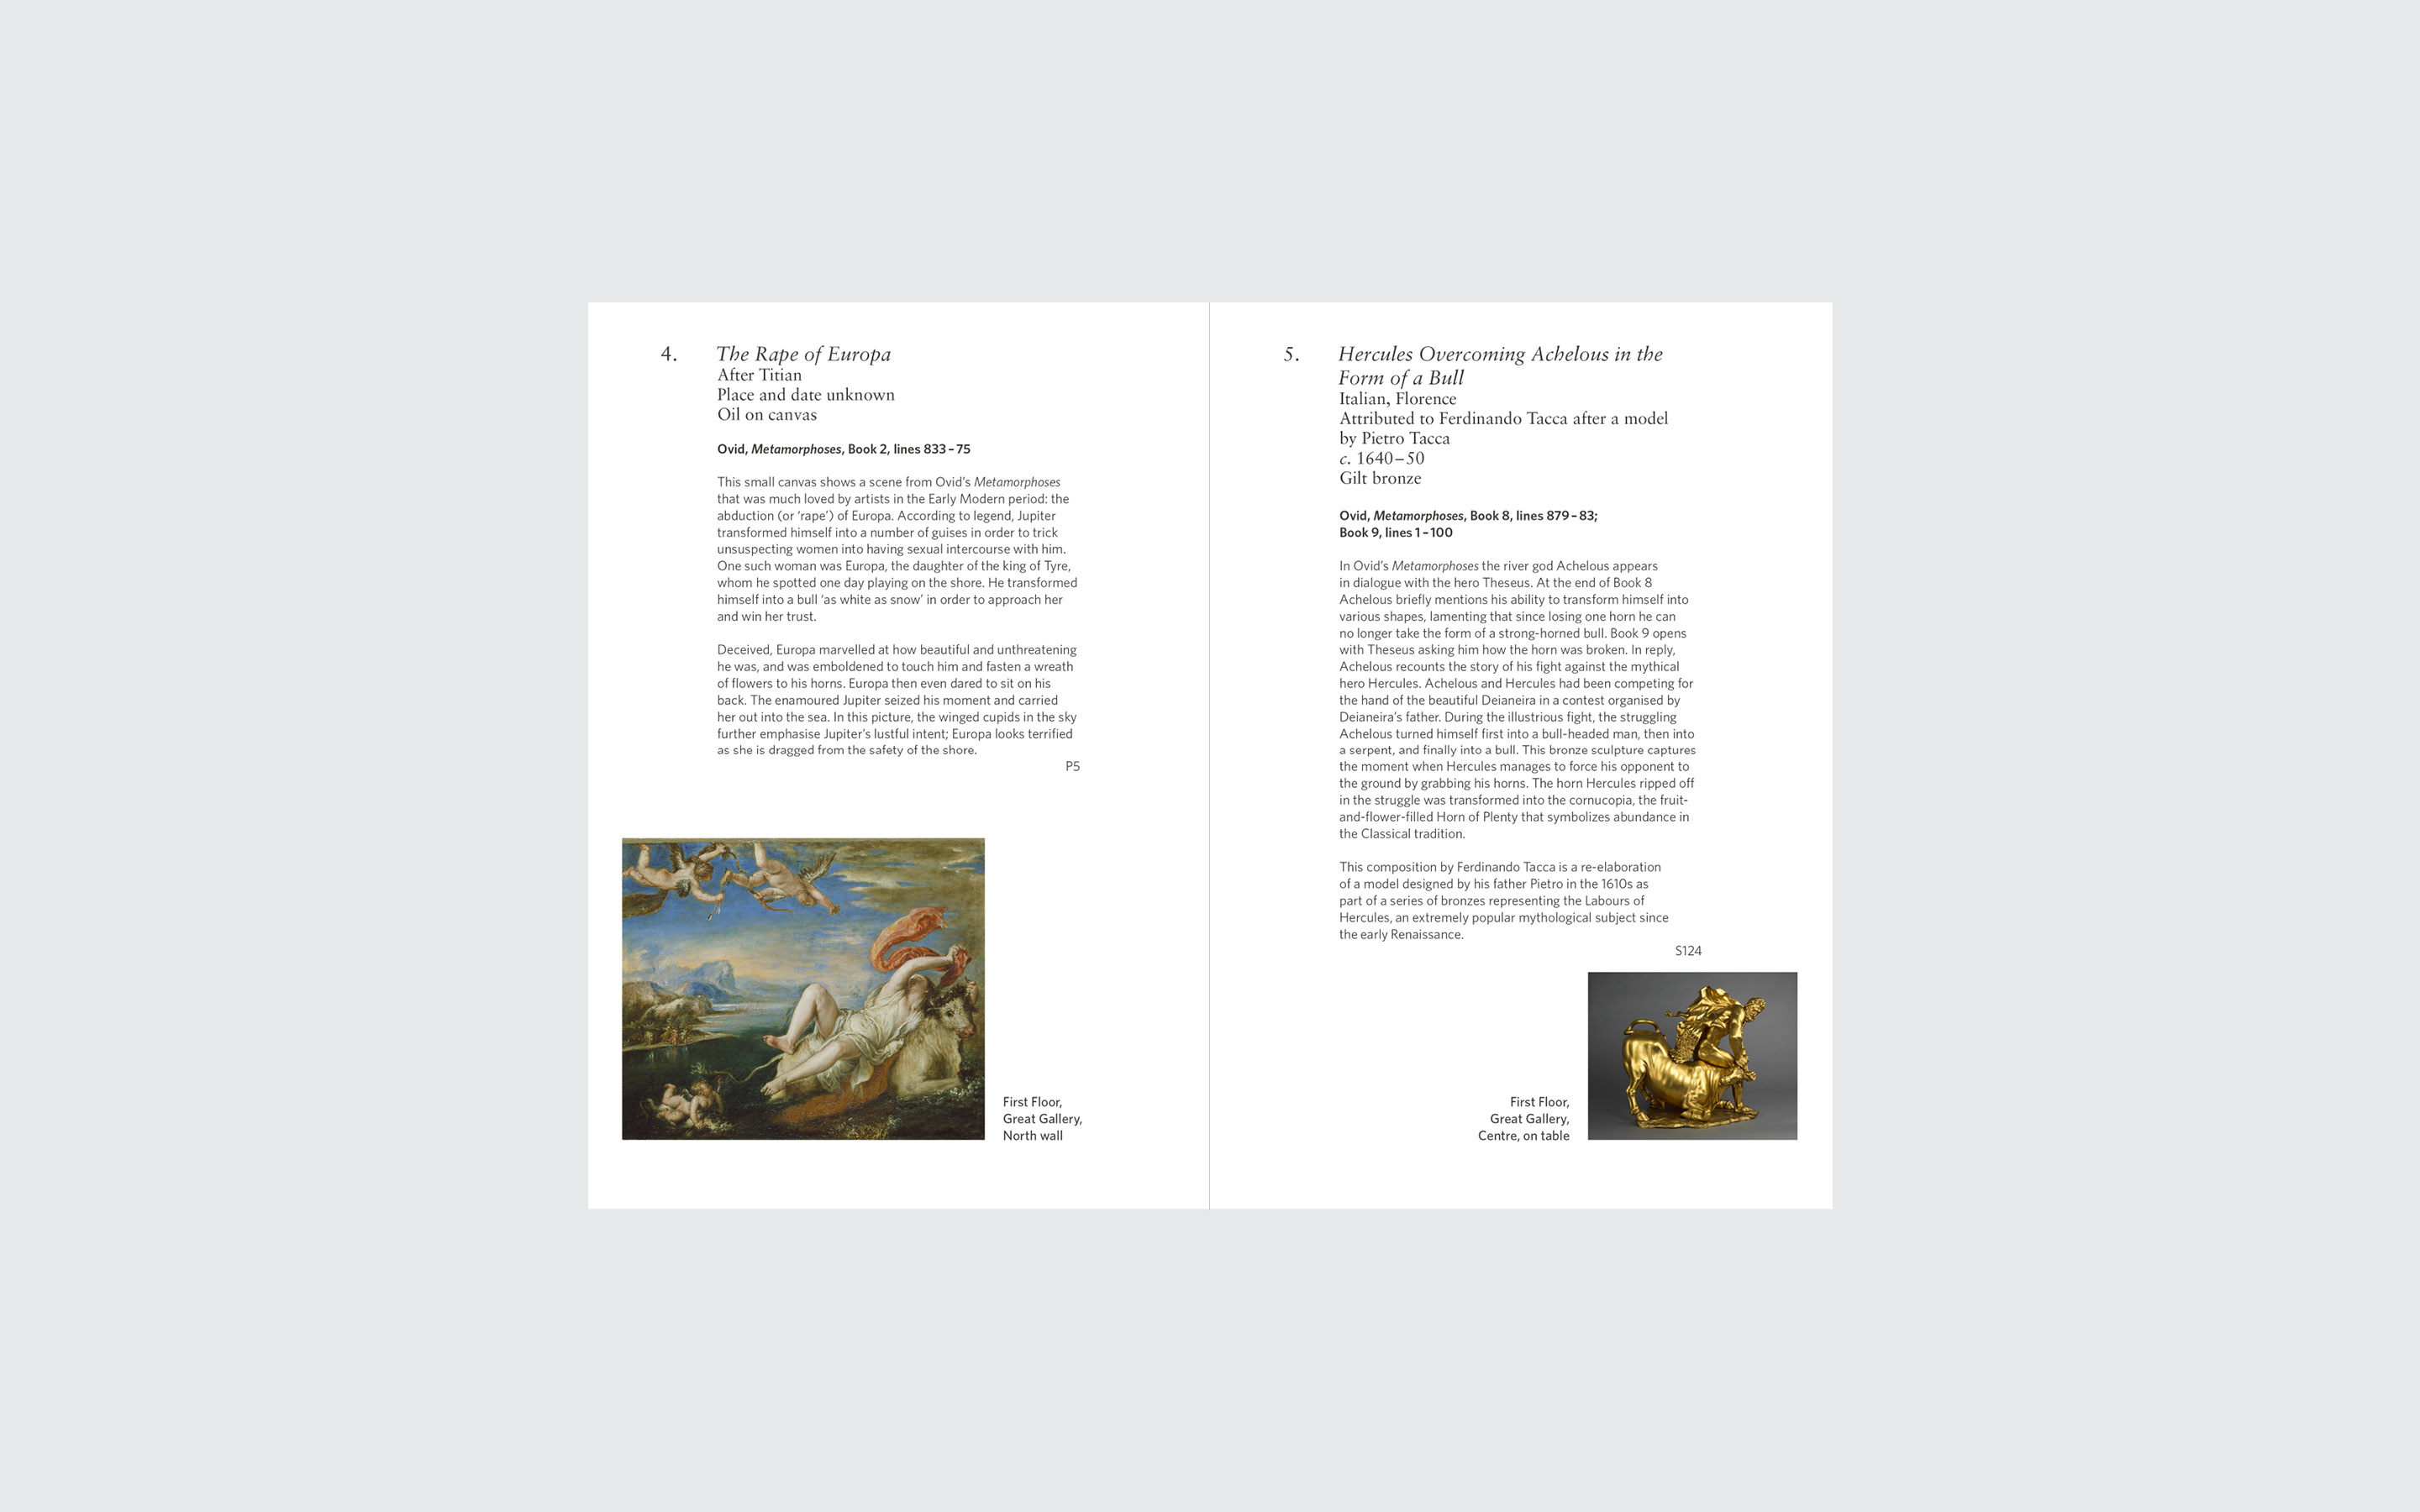 4.
The Rape of Europa
After Titian
Place and date unknown
Oil on canvas
Ovid, Metamorphoses, Book 2, lines 833–75
This small canvas shows a scene from Ovid’s Metamorphoses
that was much loved by artists in the Early Modern period: the
abduction (or ‘rape’) of Europa. According to legend, Jupiter
transformed himself into a number of guises in order to trick
unsuspecting women into having sexual intercourse with him.
One such woman was Europa, the daughter of the king of Tyre,
whom he spotted one day playing on the shore. He transformed
himself into a bull ‘as white as snow’ in order to approach her
and win her trust.
Deceived, Europa marvelled at how beautiful and unthreatening
he was, and was emboldened to touch him and fasten a wreath
of flowers to his horns. Europa then even dared to sit on his
back. The enamoured Jupiter seized his moment and carried
her out into the sea. In this picture, the winged cupids in the sky
further emphasise Jupiter’s lustful intent; Europa looks terrified
as she is dragged from the safety of the shore.
P5
First Floor,
Great Gallery,
North wall
5.
Hercules Overcoming Achelous in the
Form of a Bull
Italian, Florence
Attributed to Ferdinando Tacca after a model
by Pietro Tacca
c. 1640–50
Gilt bronze
Ovid, Metamorphoses, Book 8, lines 879–83;
Book 9, lines 1–100
In Ovid’s Metamorphoses the river god Achelous appears
in dialogue with the hero Theseus. At the end of Book 8
Achelous briefly mentions his ability to transform himself into
various shapes, lamenting that since losing one horn he can
no longer take the form of a strong-horned bull. Book 9 opens
with Theseus asking him how the horn was broken. In reply,
Achelous recounts the story of his fight against the mythical
hero Hercules. Achelous and Hercules had been competing for
the hand of the beautiful Deianeira in a contest organised by
Deianeira’s father. During the illustrious fight, the struggling
Achelous turned himself first into a bull-headed man, then into
a serpent, and finally into a bull. This bronze sculpture captures
the moment when Hercules manages to force his opponent to
the ground by grabbing his horns. The horn Hercules ripped off
in the struggle was transformed into the cornucopia, the fruit-
and-flower-filled Horn of Plenty that symbolizes abundance in
the Classical tradition.
This composition by Ferdinando Tacca is a re-elaboration
of a model designed by his father Pietro in the 1610s as
part of a series of bronzes representing the Labours of
Hercules, an extremely popular mythological subject since
the early Renaissance.
S124
First Floor,
Great Gallery,
Centre, on table